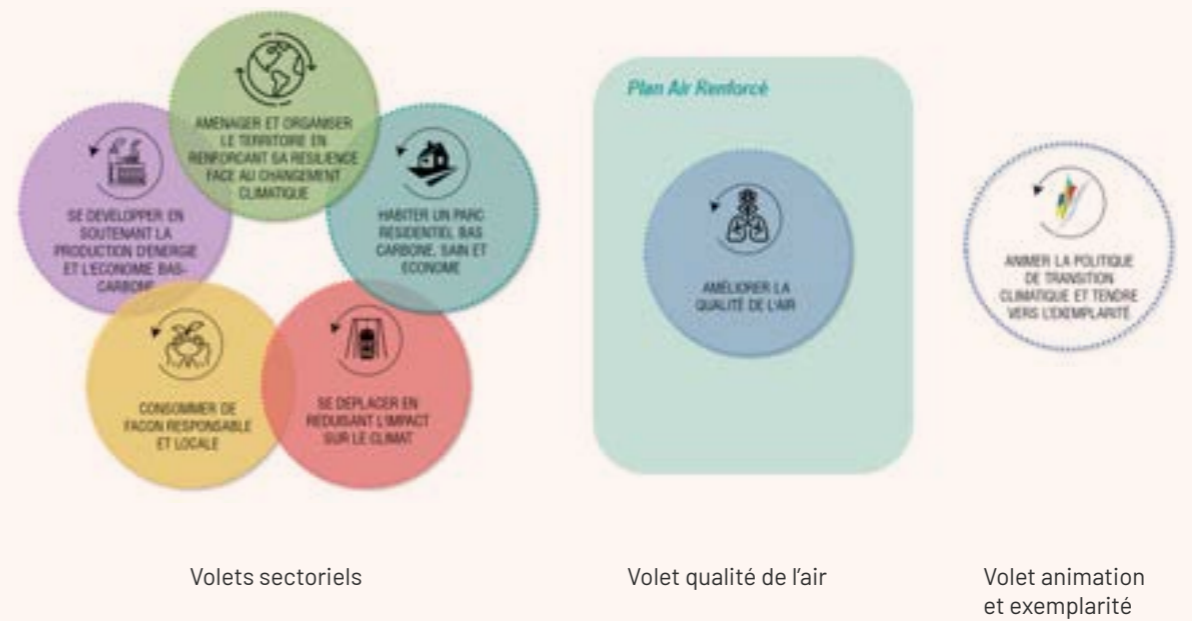 AMENAGER ET ORGANISER
LE TERRITOIRE EN
RENFORCANT SA RESILIENCE
FACE AU CHANGEMENT
CLIMATIQUE
SE DEVELOPPER EN
SOUTENANT LA
PRODUCTION D'ENERGIE
ET L'ECONOMIE BAS-
CARBONE
HABITER UN PARC
RESIDENTIEL BAS
CARBONE, SAIN ET
ECONOME
CONSOMMER DE
FACON RESPONSABLE
ET LOCALE
SE DEPLACER EN
REDUISANT L'IMPACT
SUR LE CLIMAT
Volets sectoriels
Plan Air Renforcé
AMÉLIORER LA
QUALITÉ DE L'AIR
Volet qualité de l'air
ANIMER LA POLITIQUE
DE TRANSITION
CLIMATIQUE ET TENDRE
VERS L'EXEMPLARITÉ
Volet animation
et exemplarité